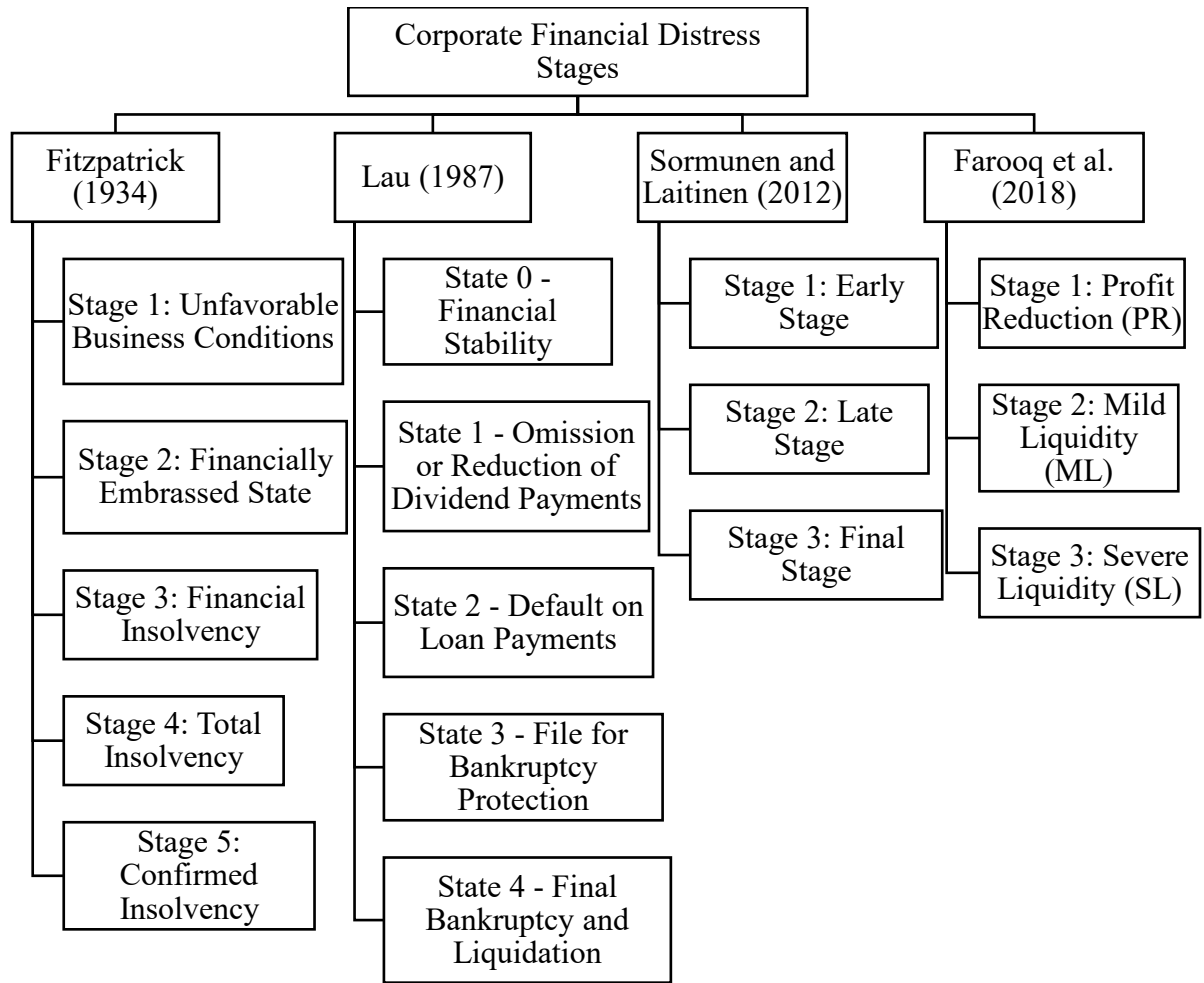 Corporate Financial Distress
Stages
Fitzpatrick
(1934)
Stage 1: Unfavorable
Business Conditions
Stage 2: Financially
Embrassed State
Stage 3: Financial
Insolvency
Stage 4: Total
Insolvency
Stage 5:
Confirmed
Insolvency
Lau (1987)
State 0 -
Financial
Stability
State 1 - Omission
or Reduction of
Dividend Payments
State 2 - Default on
Loan Payments
State 3 - File for
Bankruptcy
Protection
State 4 - Final
Bankruptcy and
Liquidation
Sormunen and
Laitinen (2012)
Stage 1: Early
Stage
Stage 2: Late
Stage
Stage 3: Final
Stage
Farooq et al.
(2018)
Stage 1: Profit
Reduction (PR)
Stage 2: Mild
Liquidity
(ML)
Stage 3: Severe
Liquidity (SL)